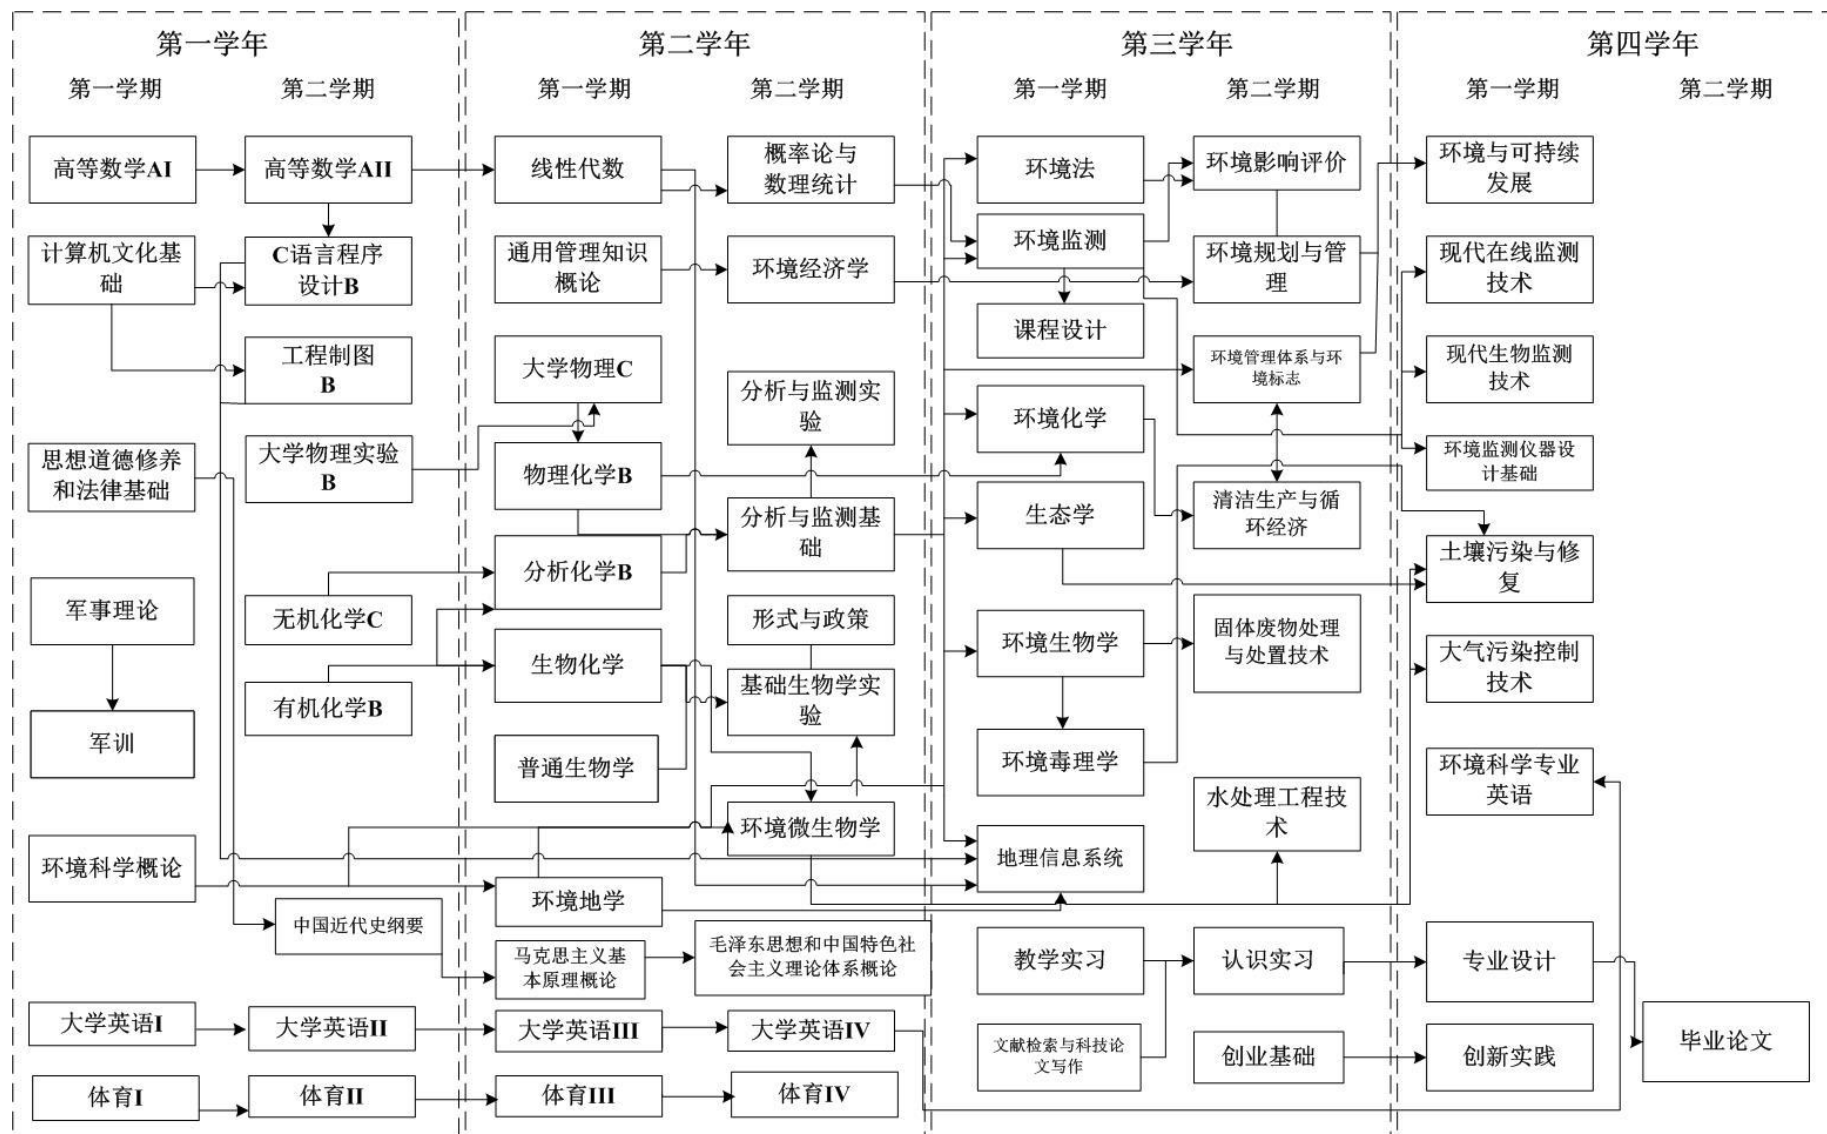 第一学年
第二学年
第三学年
第四学年
第一学期
第二学期
第一学期
第二学期
第一学期
第二学期
第一学期
第二学期
高等数学AI
计算机文化基
础
思想道德修养
和法律基础
军事理论
军训
环境科学概论
大学英语I
体育I
高等数学AII
C语言程序
设计B
工程制图
B
大学物理实验
B
无机化学C
有机化学B
中国近代史纲要
大学英语II
体育II
线性代数
通用管理知识
概论
大学物理C
物理化学B
分析化学B
生物化学
普通生物学
环境地学
马克思主义基
本原理概论
大学英语III
体育III
概率论与
数理统计
环境经济学
分析与监测实
验
分析与监测基
础
形式与政策
基础生物学实
验
环境微生物学
毛泽东思想和中国特色社
会主义理论体系概论
大学英语IV
体育IV
环境法
环境监测
课程设计
环境化学
生态学
环境生物学
环境毒理学
地理信息系统
教学实习
文献检索与科技论
文写作
环境影响评价
环境规划与管
理
环境管理体系与环
境标志
清洁生产与循
环经济
固体废物处理
与处置技术
水处理工程技
术
认识实习
创业基础
环境与可持续
发展
现代在线监测
技术
现代生物监测
技术
环境监测仪器设
计基础
土壤污染与修
复
大气污染控制
技术
环境科学专业
英语
专业设计
创新实践
毕业论文